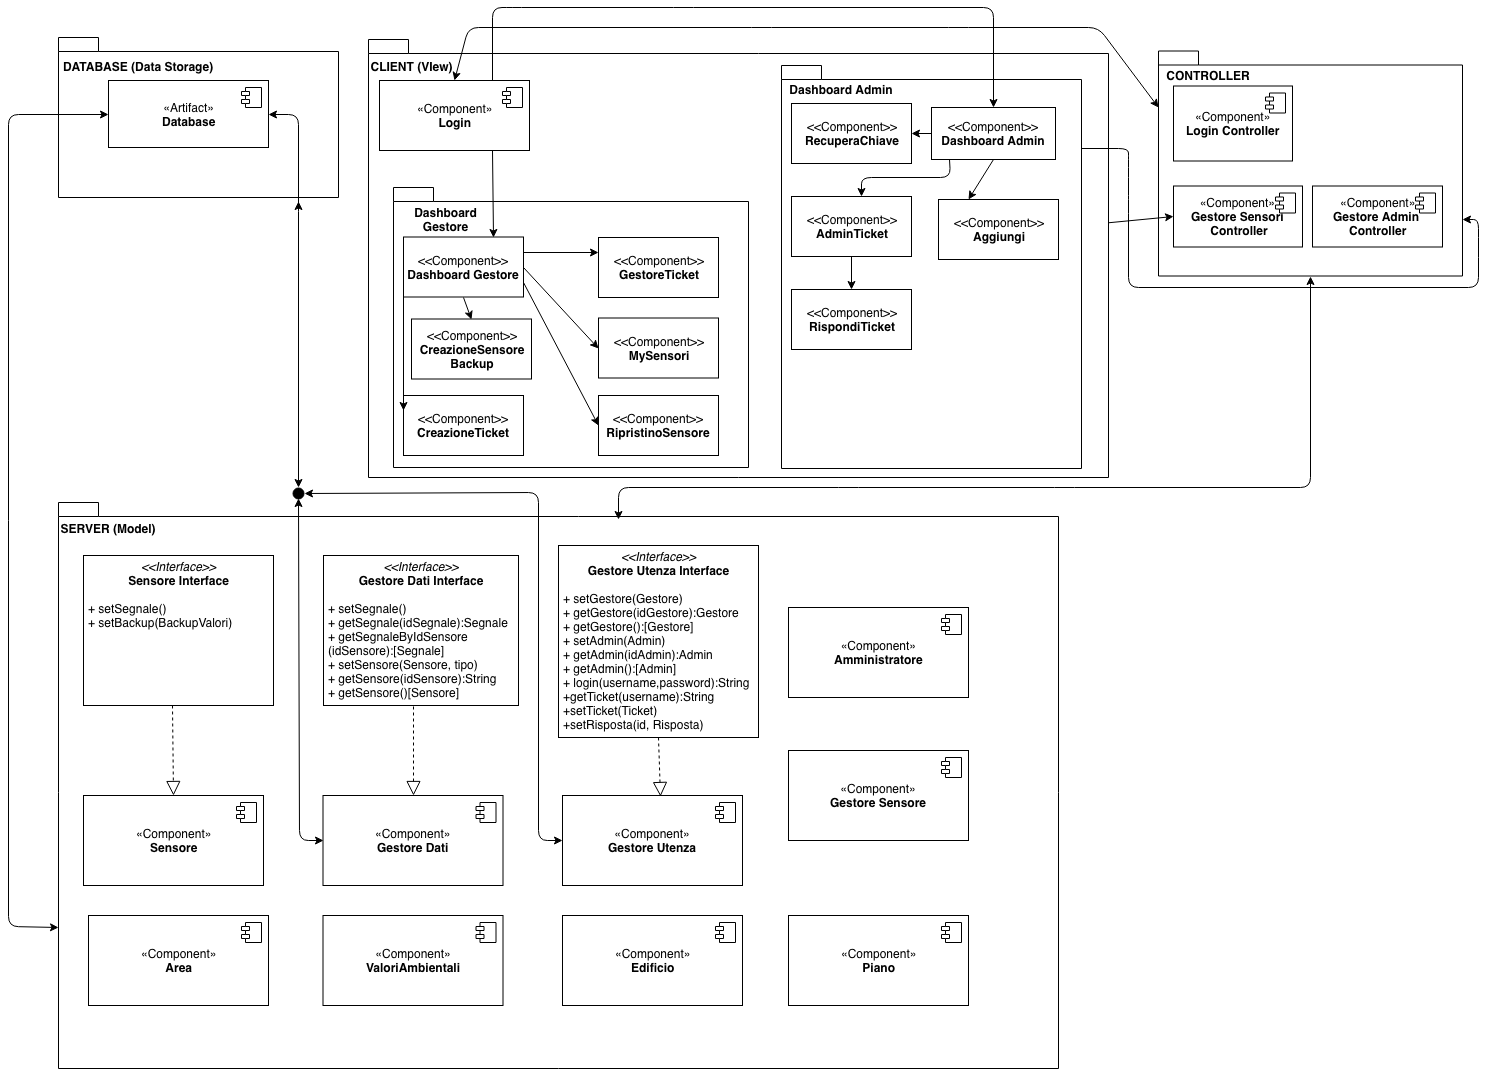 DATABASE (Data Storage)
«Artifact»
Database
CLIENT (VIew)
«Component»
Login
Dashboard
Gestore
<<Component>>
Dashboard Gestore
<<Component>>
GestoreTicket
<<Component>>
CreazioneSensore
Backup
<<Component>>
MySensori
<<Component>>
CreazioneTicket
<<Component>>
RipristinoSensore
Dashboard Admin
<<Component>>
RecuperaChiave
<<Component>>
Dashboard Admin
<<Component>>
AdminTicket
<<Component>>
Aggiungi
<<Component>>
RispondiTicket
CONTROLLER
«Component»
Login Controller
«Component»
Gestore Sensori
Controller
«Component»
Gestore Admin
Controller
SERVER (Model)
<<Interface>>
Sensore Interface
+ setSegnale()
+ setBackup(BackupValori)
<<Interface>>
Gestore Dati Interface
+ setSegnale()
+ getSegnale(idSegnale):Segnale
+ getSegnaleByIdSensore
(idSensore):[Segnale]
+ setSensore(Sensore, tipo)
+ getSensore(idSensore):String
+ getSensore()[Sensore]
<<Interface>>
Gestore Utenza Interface
+ setGestore(Gestore)
+ getGestore(idGestore):Gestore
+ getGestore():[Gestore]
+ setAdmin(Admin)
+ getAdmin(idAdmin):Admin
+ getAdmin():[Admin]
+ login(username,password):String
+getTicket(username):String
+setTicket(Ticket)
+setRisposta(id, Risposta)
«Component»
Amministratore
«Component»
Gestore Sensore
«Component»
Sensore
«Component»
Gestore Dati
«Component»
Gestore Utenza
«Component»
Area
«Component»
ValoriAmbientali
«Component»
Edificio
«Component»
Piano